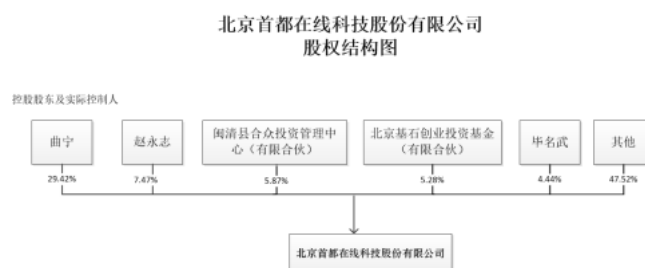 北京首都在线科技股份有限公司
股权结构图
控股股东及实际控制人
曲宁
赵永志
闽清县合众投资管理中
心（有限合伙）
北京基石创业投资基金
（有限合伙）
毕名武
其他
29.42%
7.47%
5.87%
5.28%
4.44%
47.52%
北京首都在线科技股份有限公司